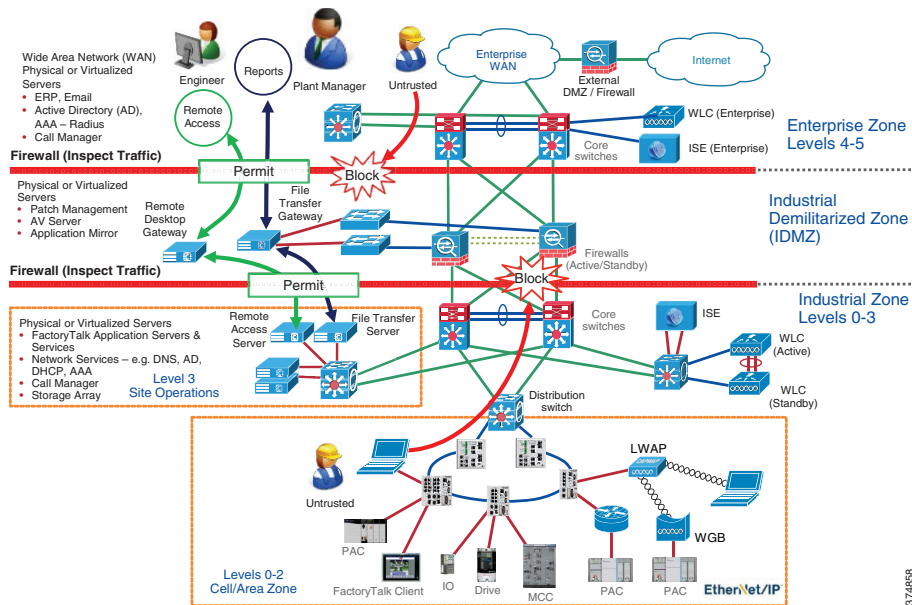 Wide Area Network (WAN)
Physical or Virtualized
Servers
• ERP, Email
• Active Directory (AD),
AAA – Radius
• Call Manager
Engineer
Remote
Access
Reports
Plant Manager
Untrusted
Enterprise
WAN
External
DMZ / Firewall
Internet
WLC (Enterprise)
ISE (Enterprise)
Core
switches
Enterprise Zone
Levels 4-5
Firewall (Inspect Traffic)
Permit
Block
Physical or Virtualized
Servers
• Patch Management
• AV Server
• Application Mirror
Remote
Desktop
Gateway
File
Transfer
Gateway
Firewalls
(Active/Standby)
Industrial
Demilitarized Zone
(IDMZ)
Firewall (Inspect Traffic)
Permit
Block
Industrial Zone
Levels 0-3
Physical or Virtualized Servers
• FactoryTalk Application Servers &
Services
• Network Services – e.g. DNS, AD,
DHCP, AAA
• Call Manager
• Storage Array
Level 3
Site Operations
Remote
Access
Server
File Transfer
Server
Core
switches
ISE
WLC
(Active)
WLC
(Standby)
Distribution
switch
Untrusted
LWAP
WGB
PAC
FactoryTalk Client
IO
Drive
MCC
PAC
PAC
Levels 0-2
Cell/Area Zone
EtherNet/IP™
374858